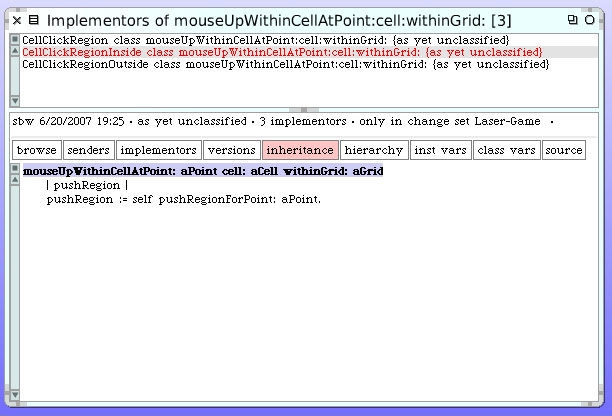 Implementors of mouseUpWithinCellAtPoint:cell:withinGrid: [3]
CellClickRegion class mouseUpWithinCellAtPoint:cell:withinGrid: {as yet unclassified}
CellClickRegionInside class mouseUpWithinCellAtPoint:cell:withinGrid: {as yet unclassified}
CellClickRegionOutside class mouseUpWithinCellAtPoint:cell:withinGrid: {as yet unclassified}
sbw 6/20/2007 19:25 · as yet unclassified · 3 implementors · only in change set Laser-Game ·
browse senders implementors versions inheritance hierarchy inst vars class vars source
mouseUpWithinCellAtPoint: aPoint cell: aCell withinGrid: aGrid
| pushRegion |
pushRegion := self pushRegionForPoint: aPoint.